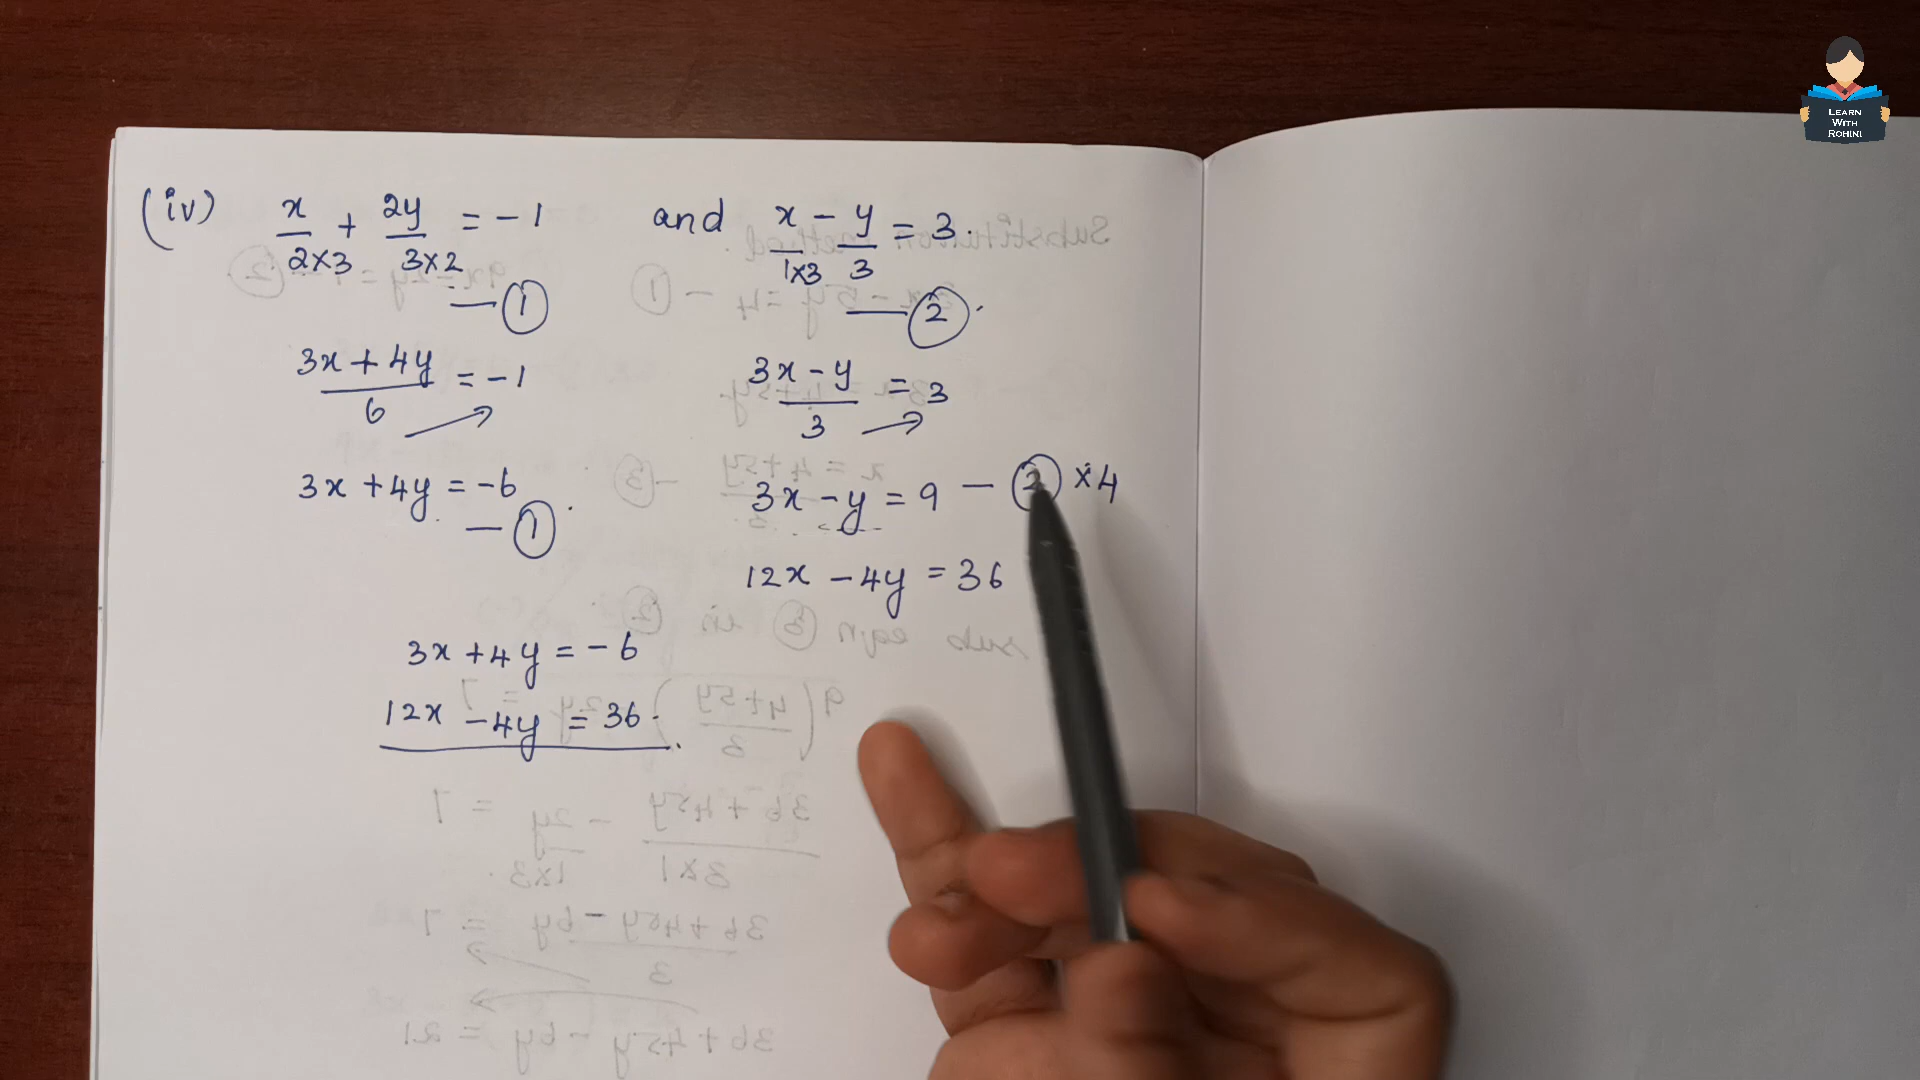 (iv) x/2×3 + 2y/3×2 = -1 and x/1×3 - y/3 = 3.
— ① — ②
3x + 4y/6 = -1 3x - y/3 = 3
3x + 4y = -6 — ① 3x - y = 9 — ② ×4
12x - 4y = 36
3x + 4y = -6
12x - 4y = 36
LEARN
WITH
ROHINI